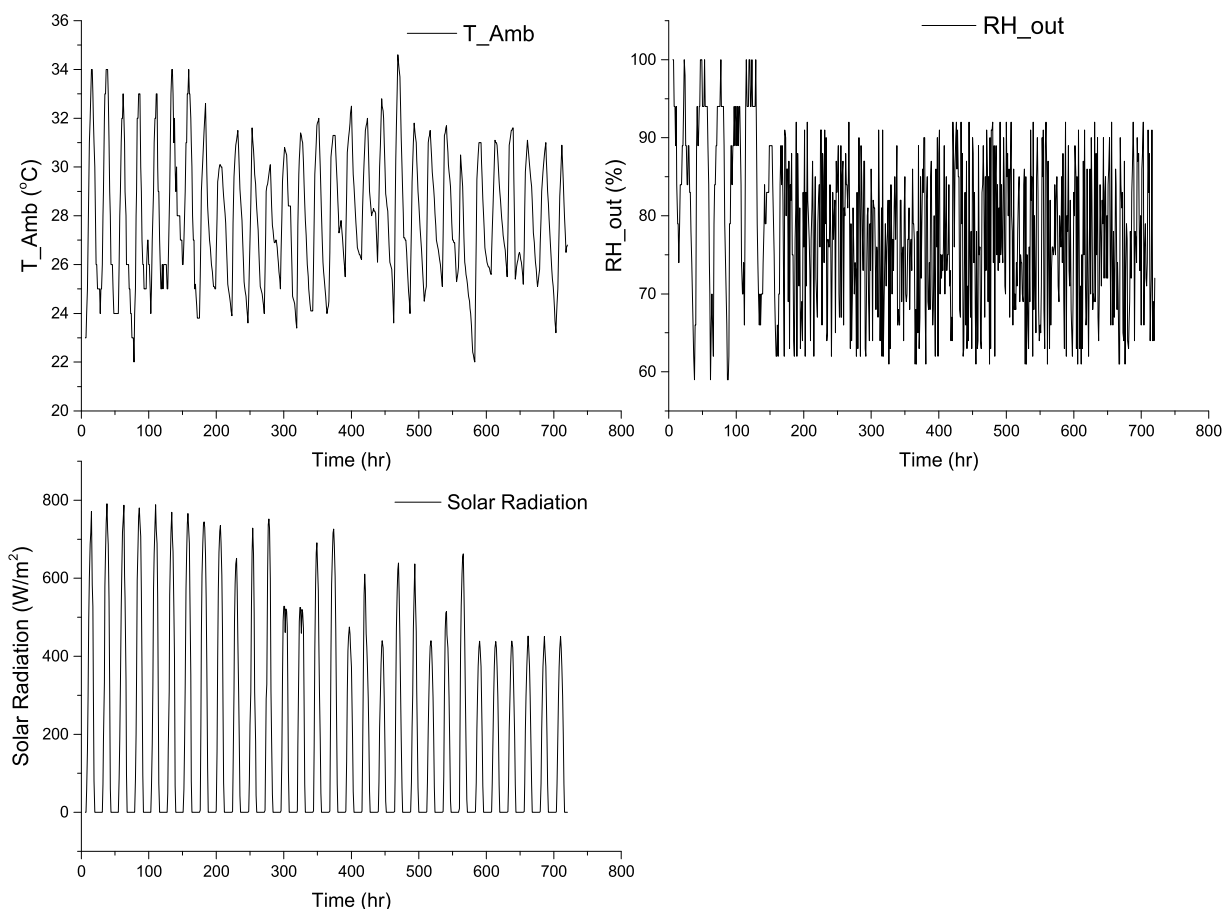 T_Amb
36
34
32
30
28
26
24
22
20
T_Amb (°C)
0 100 200 300 400 500 600 700 800
Time (hr)
RH_out
100
90
80
70
60
RH_out (%)
0 100 200 300 400 500 600 700 800
Time (hr)
Solar Radiation
800
600
400
200
0
Solar Radiation (W/m²)
0 100 200 300 400 500 600 700 800
Time (hr)